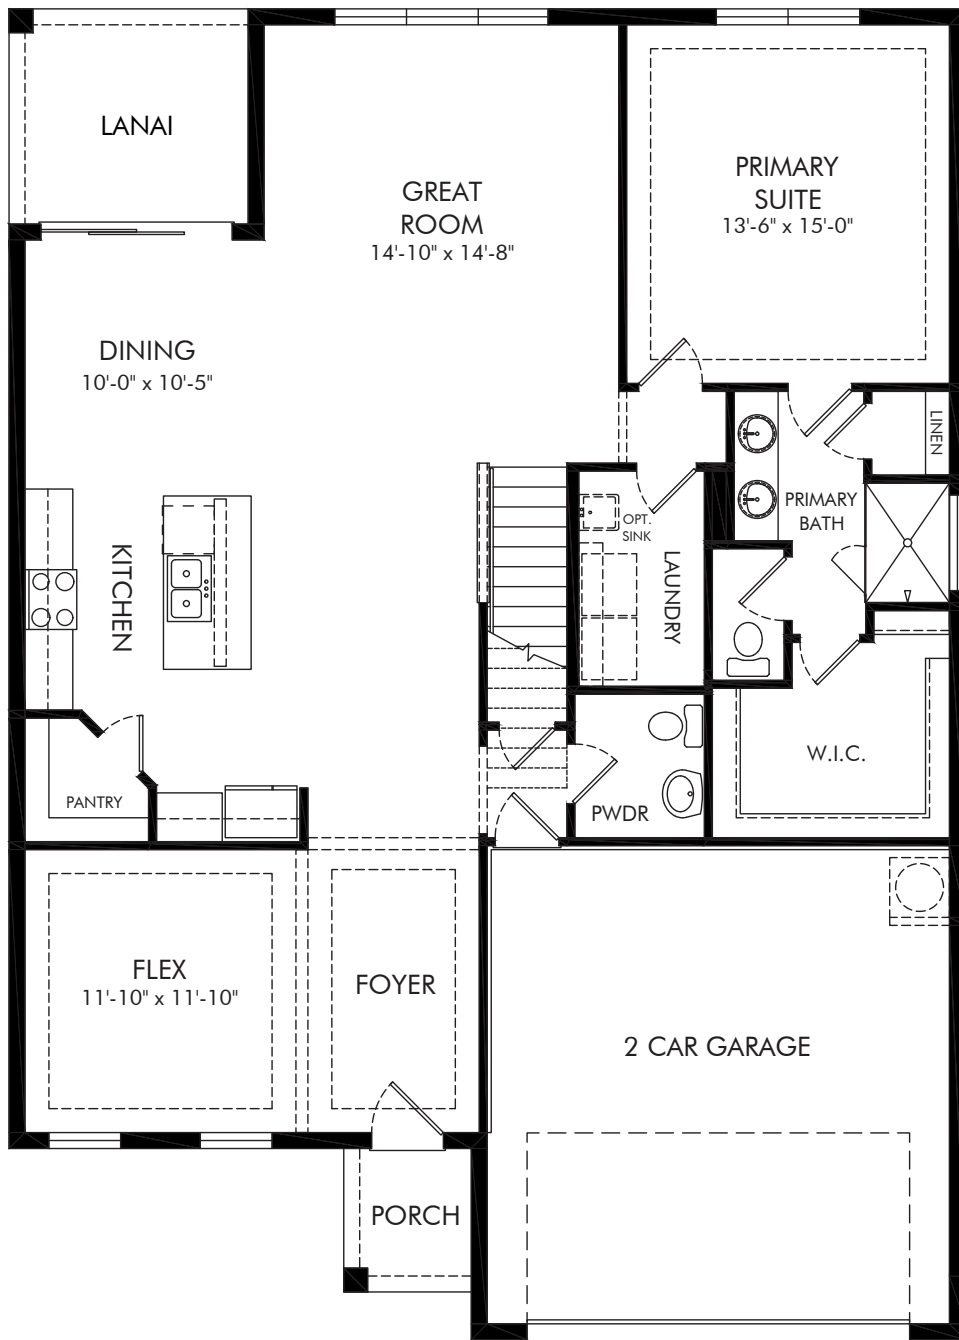 LANAI
GREAT
ROOM
14'-10" x 14'-8"
PRIMARY
SUITE
13'-6" x 15'-0"
DINING
10'-0" x 10'-5"
LINEN
KITCHEN
OPT.
SINK
LAUNDRY
PRIMARY
BATH
W.I.C.
PANTRY
PWDR
FLEX
11'-10" x 11'-10"
FOYER
2 CAR GARAGE
PORCH